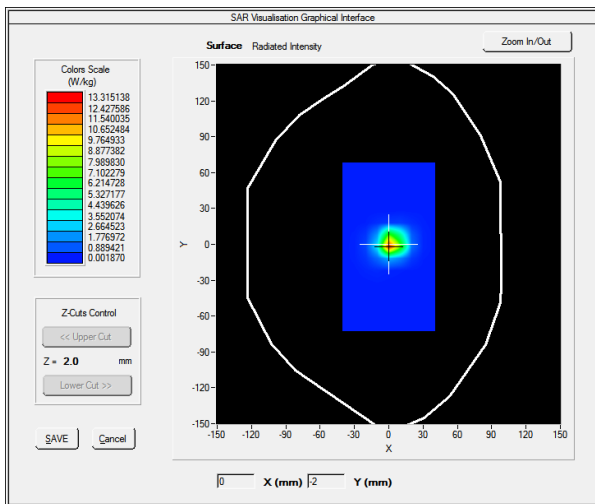 SAR Visualisation Graphical Interface
Surface Radiated Intensity
Zoom In/Out
Colors Scale
(W/kg)
13.315138
12.427586
11.540035
10.652484
9.764933
8.877382
7.989830
7.102279
6.214728
5.327177
4.439626
3.552074
2.664523
1.776972
0.889421
0.001870
Z-Cuts Control
<< Upper Cut
Z = 2.0 mm
Lower Cut >>
SAVE Cancel
150
120
90
60
30
0
-30
-60
-90
-120
-150
Y
-150 -120 -90 -60 -30 0 30 60 90 120 150
X
0 X (mm) -2 Y (mm)